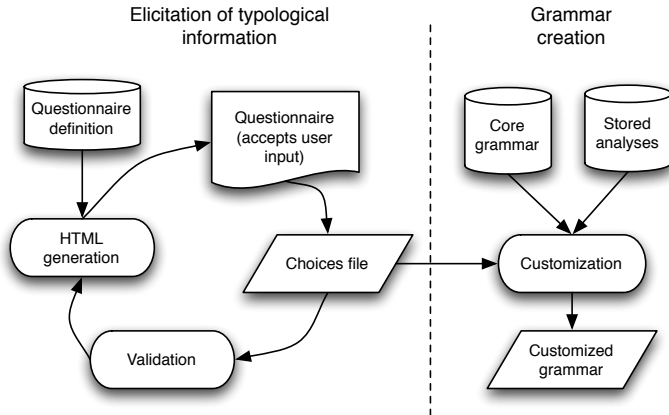 Elicitation of typological
information
Grammar
creation
Questionnaire
definition
Questionnaire
(accepts user
input)
Core
grammar
Stored
analyses
HTML
generation
Choices file
Customization
Validation
Customized
grammar